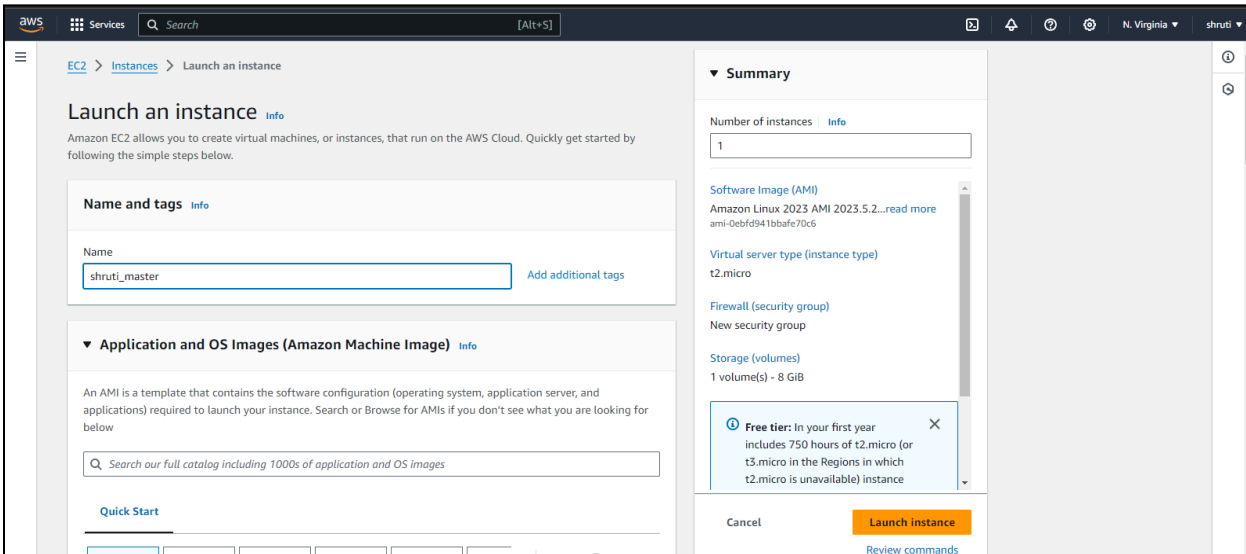 aws
Services
Search
[Alt+S]
N. Virginia
shruti
EC2 > Instances > Launch an instance
Launch an instance Info
Amazon EC2 allows you to create virtual machines, or instances, that run on the AWS Cloud. Quickly get started by
following the simple steps below.
Name and tags Info
Name
shruti_master
Add additional tags
Application and OS Images (Amazon Machine Image) Info
An AMI is a template that contains the software configuration (operating system, application server, and
applications) required to launch your instance. Search or Browse for AMIs if you don't see what you are looking for
below
Search our full catalog including 1000s of application and OS images
Quick Start
Summary
Number of instances Info
1
Software Image (AMI)
Amazon Linux 2023 AMI 2023.5.2...read more
ami-0ebfd941bbafe70c6
Virtual server type (instance type)
t2.micro
Firewall (security group)
New security group
Storage (volumes)
1 volume(s) - 8 GiB
Free tier: In your first year
includes 750 hours of t2.micro (or
t3.micro in the Regions in which
t2.micro is unavailable) instance
Cancel
Launch instance
Review commands